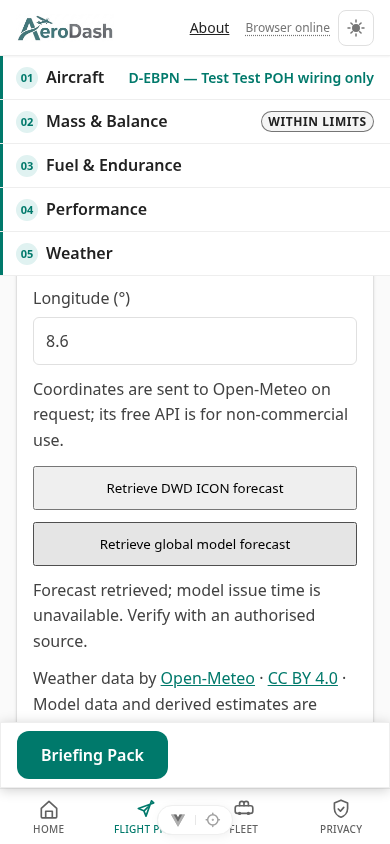 AeroDash
About
Browser online
01 Aircraft D-EBPN — Test Test POH wiring only
02 Mass & Balance WITHIN LIMITS
03 Fuel & Endurance
04 Performance
05 Weather
Longitude (°)
8.6
Coordinates are sent to Open-Meteo on
request; its free API is for non-commercial
use.
Retrieve DWD ICON forecast
Retrieve global model forecast
Forecast retrieved; model issue time is
unavailable. Verify with an authorised
source.
Weather data by Open-Meteo · CC BY 4.0 ·
Model data and derived estimates are
Briefing Pack
HOME
FLIGHT
FLEET
PRIVACY